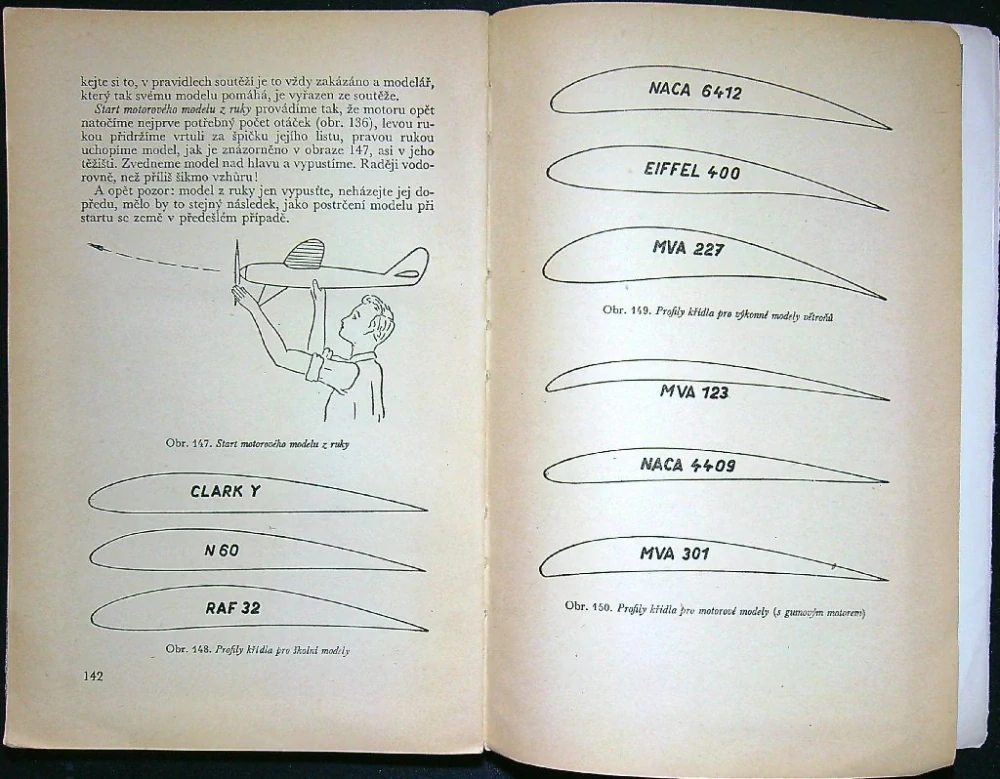 kejte si to, v pravidlech soutěží je to vždy zakázáno a modelář,
který tak svému modelu pomáhá, je vyřazen ze soutěže.
Start motorového modelu z ruky provádíme tak, že motoru opět
natočíme nejprve potřebný počet otáček (obr. 136), levou ru-
kou přidržíme vrtuli za špičku jejího listu, pravou rukou
uchopíme model, jak je znázorněno v obraze 147, asi v jeho
těžišti. Zvedneme model nad hlavu a vypustíme. Raději vodo-
rovně, než příliš šikmo vzhůru!
A opět pozor: model z ruky jen vypusťte, neházejte jej do-
předu, mělo by to stejný následek, jako postrčení modelu při
startu se země v předešlém případě.
Obr. 147. Start motorového modelu z ruky
CLARK Y
N 60
RAF 32
Obr. 148. Profily křídla pro školní modely
142
NACA 6412
EIFFEL 400
MVA 227
Obr. 149. Profily křídla pro výkonné modely větroňů
MVA 123
NACA 4409
MVA 301
Obr. 150. Profily křídla pro motorové modely (s gumovým motorem)